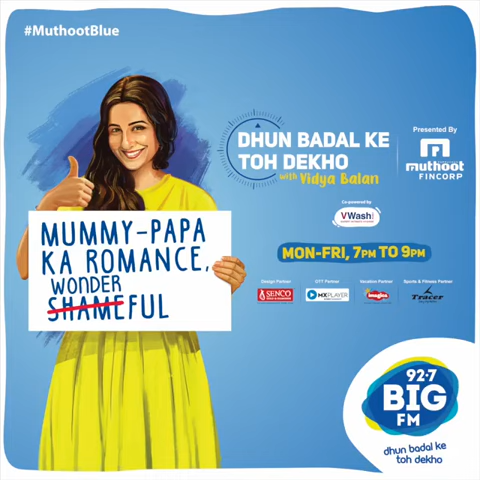 #MuthootBlue
DHUN BADAL KE
TOH DEKHO
with Vidya Balan
Presented By
muthoot
FINCORP
Co-powered by
VWash
MON-FRI, 7PM TO 9PM
Design Partner
SENCO
OTT Partner
MXPLAYER
Vacation Partner
imagica
Sports & Fitness Partner
Tracer
MUMMY-PAPA
KA ROMANCE,
WONDER
SHAMEFUL
92.7
BIG
FM
dhun badal ke
toh dekho